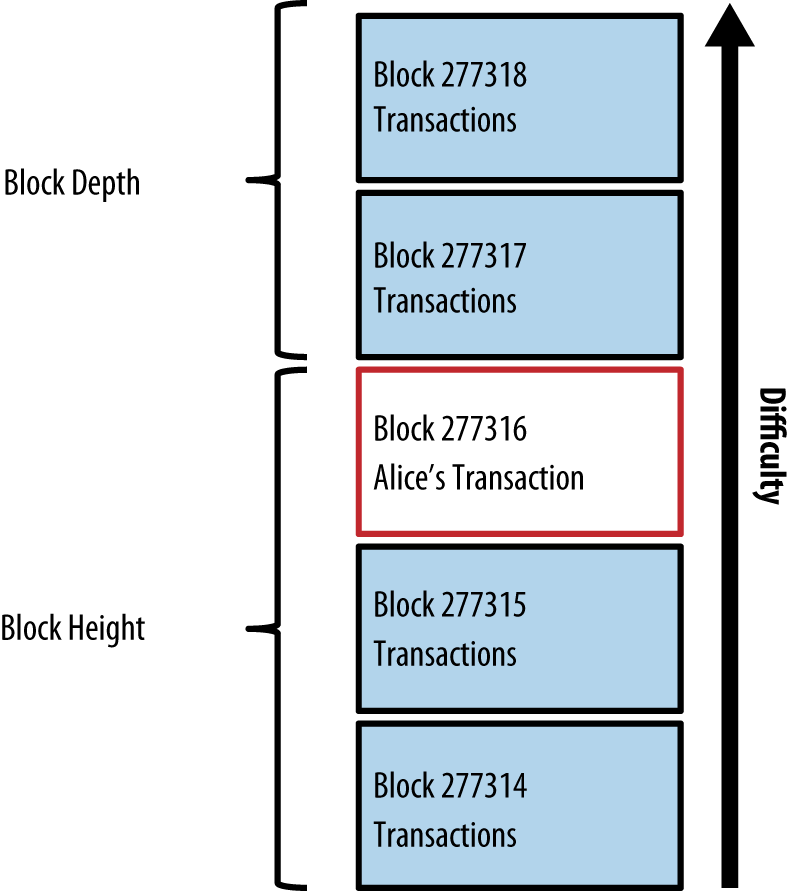 Block 277318
Transactions
Block Depth
Block 277317
Transactions
Block 277316
Alice's Transaction
Difficulty
Block 277315
Transactions
Block Height
Block 277314
Transactions